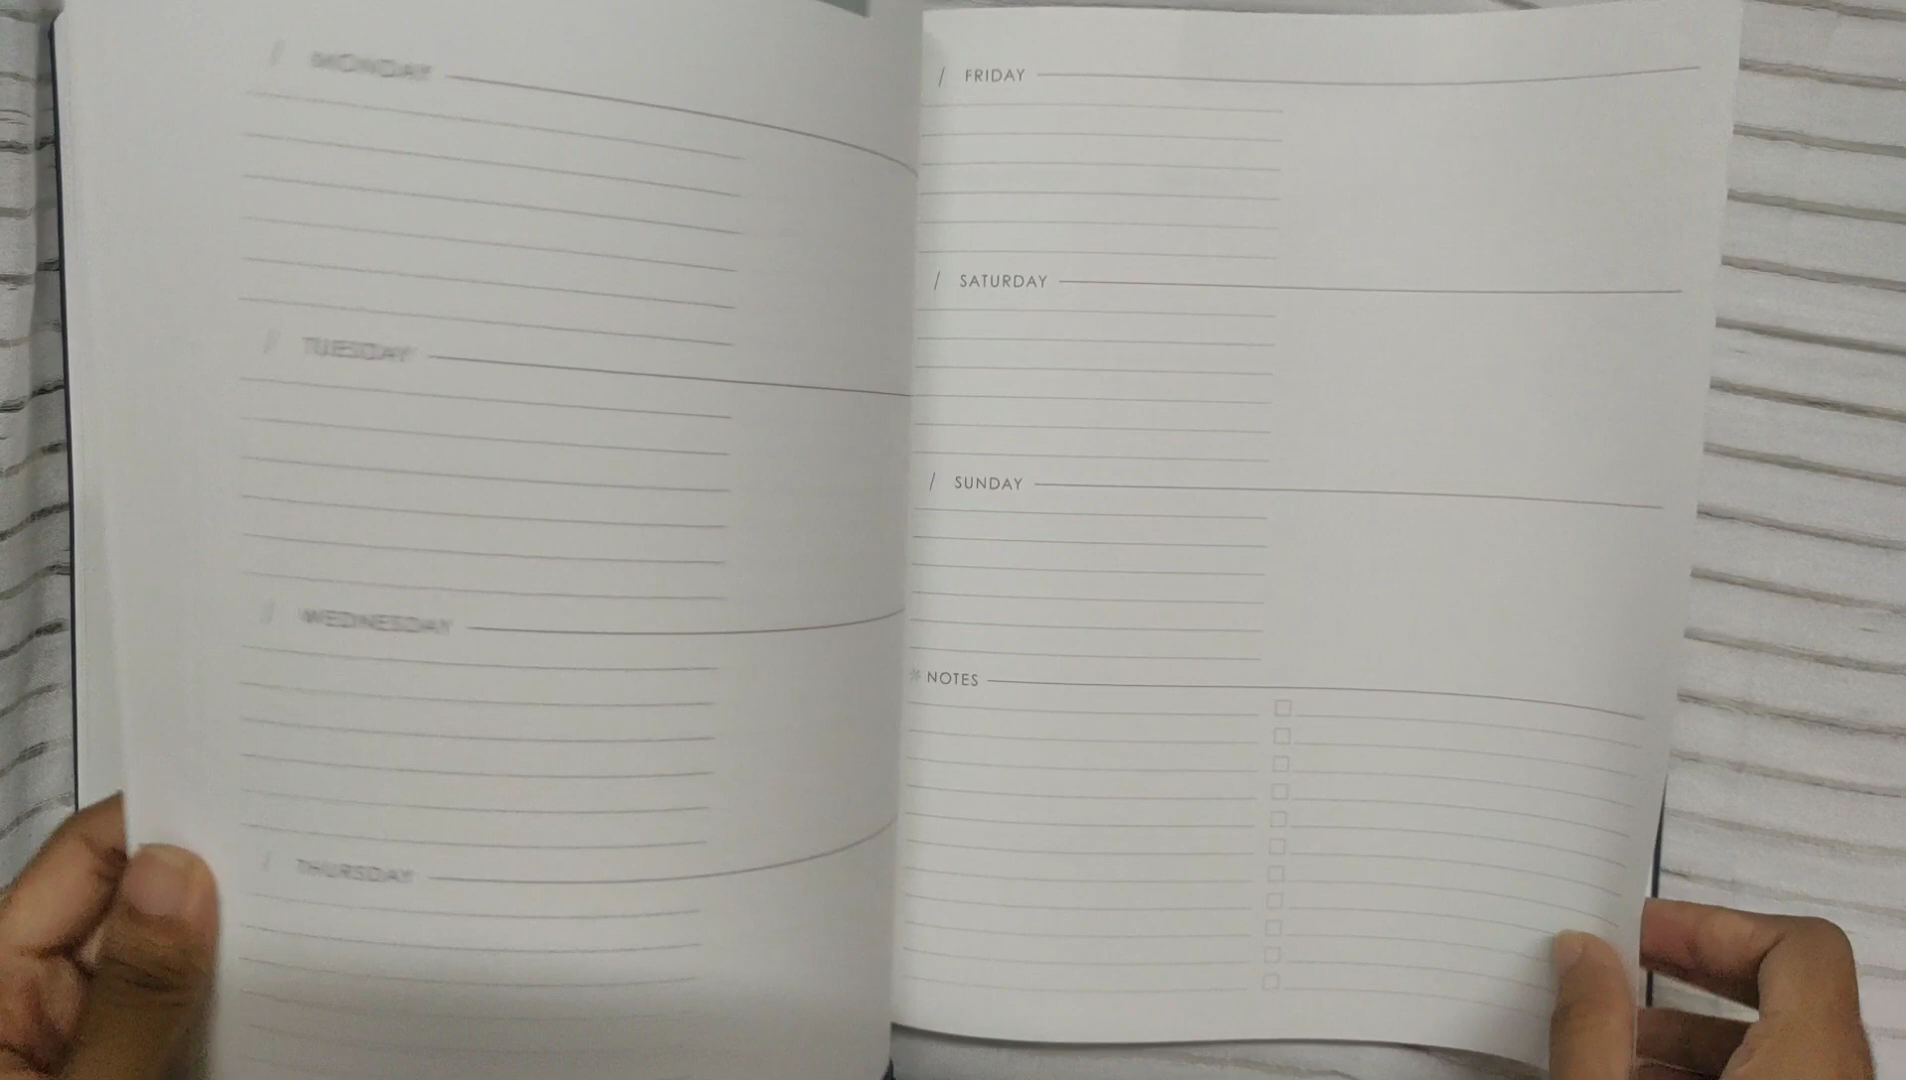 / MONDAY
/ TUESDAY
/ WEDNESDAY
/ THURSDAY
/ FRIDAY
/ SATURDAY
/ SUNDAY
* NOTES